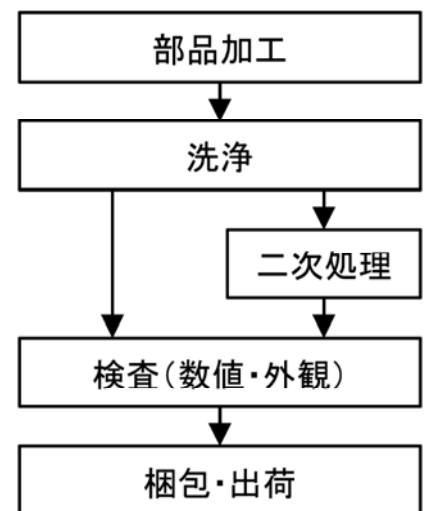 部品加工
洗浄
二次処理
検査(数値・外観)
梱包・出荷